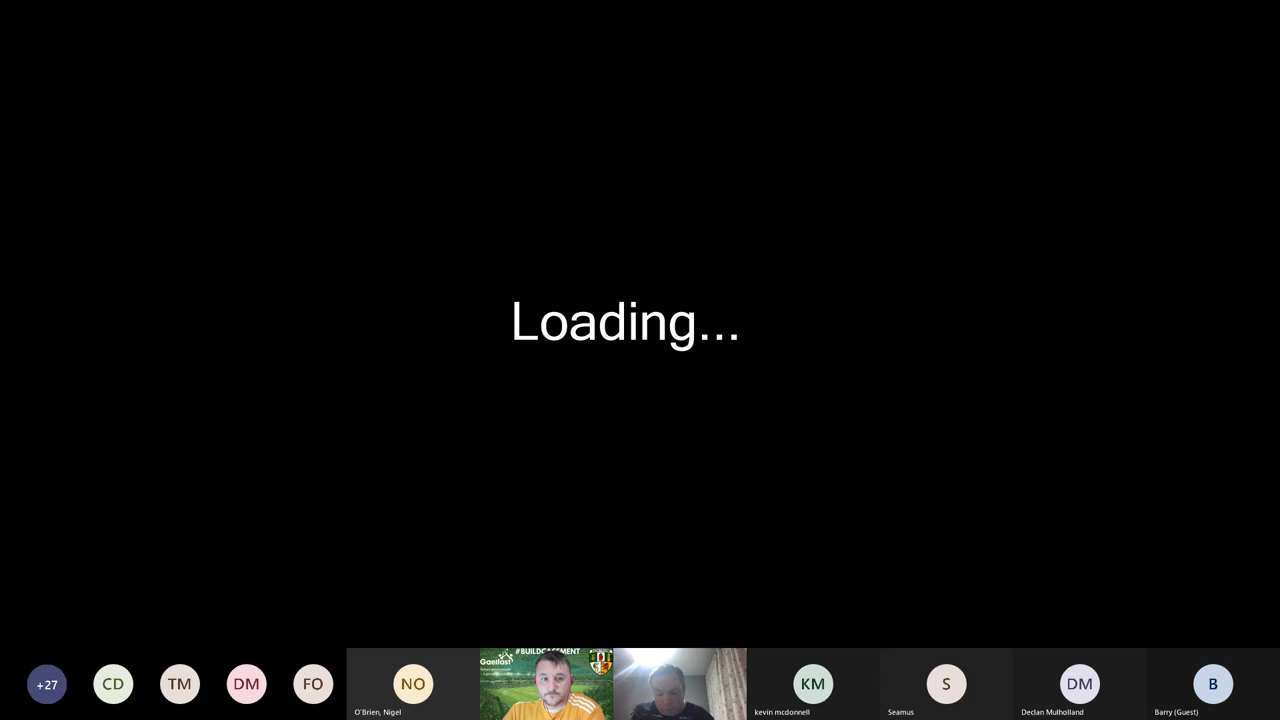 Loading...
+27
CD
TM
DM
FO
NO
O'Brien, Nigel
#BUILDCASEMENT
Gaelfast
KM
kevin mcdonnell
S
Seamus
DM
Declan Mulholland
B
Barry (Guest)